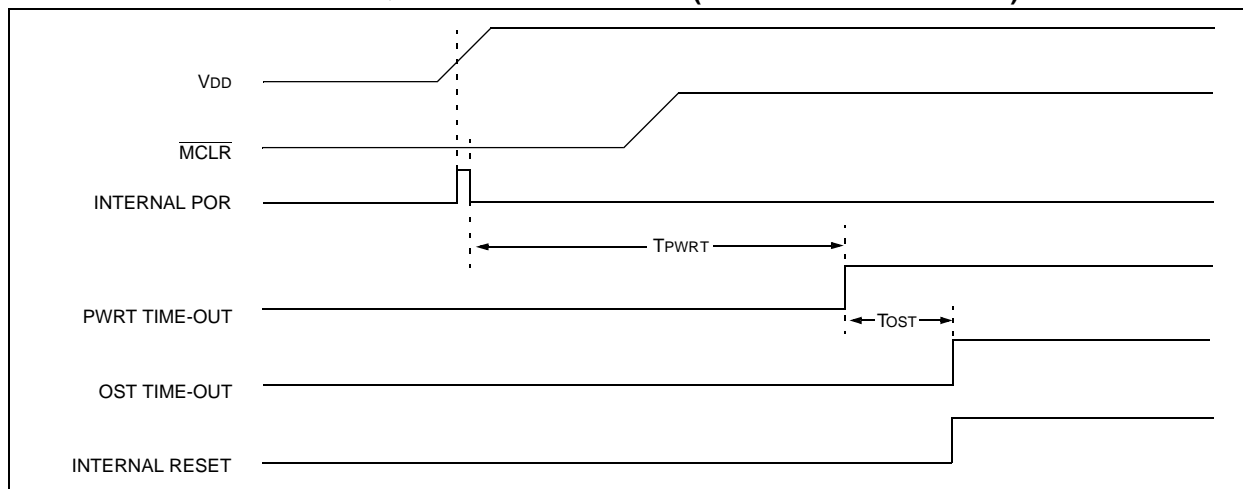 VDD
MCLR
INTERNAL POR
TPWRT
PWRT TIME-OUT
TOST
OST TIME-OUT
INTERNAL RESET